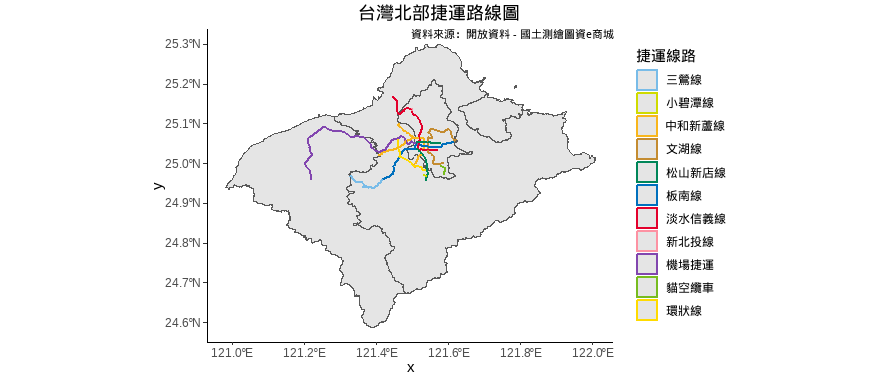 台灣北部捷運路線圖
資料來源：開放資料 - 國土測繪圖資e商城
25.3°N
25.2°N
25.1°N
25.0°N
24.9°N
24.8°N
24.7°N
24.6°N
y
121.0°E 121.2°E 121.4°E 121.6°E 121.8°E 122.0°E
x
捷運線路
三鶯線
小碧潭線
中和新蘆線
文湖線
松山新店線
板南線
淡水信義線
新北投線
機場捷運
貓空纜車
環狀線